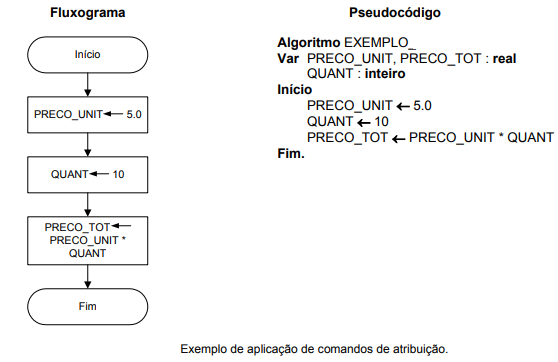 Fluxograma
Início
PRECO_UNIT ← 5.0
QUANT ← 10
PRECO_TOT ←
PRECO_UNIT *
QUANT
Fim
Pseudocódigo
Algoritmo EXEMPLO_
Var PRECO_UNIT, PRECO_TOT : real
QUANT : inteiro
Início
PRECO_UNIT ← 5.0
QUANT ← 10
PRECO_TOT ← PRECO_UNIT * QUANT
Fim.
Exemplo de aplicação de comandos de atribuição.